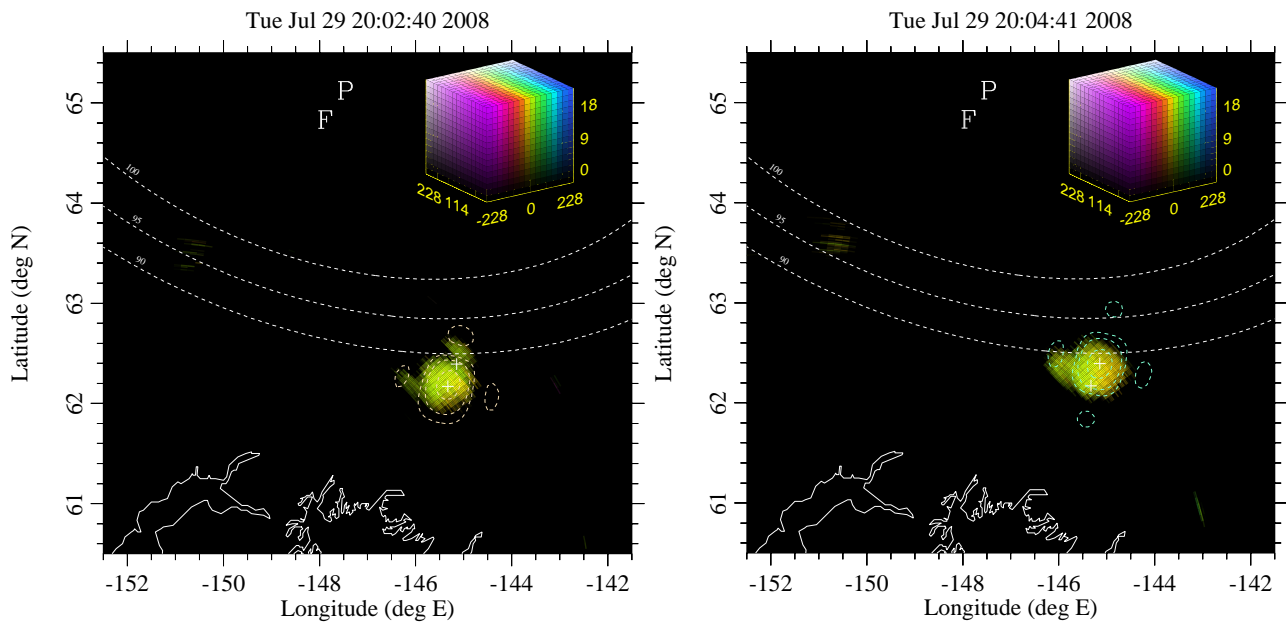 Tue Jul 29 20:02:40 2008
65
64
63
62
61
Latitude (deg N)
P
F
18
9
0
228 114
-228 0 228
100
95
90
-152 -150 -148 -146 -144 -142
Longitude (deg E)
Tue Jul 29 20:04:41 2008
65
64
63
62
61
Latitude (deg N)
P
F
18
9
0
228 114
-228 0 228
100
95
90
-152 -150 -148 -146 -144 -142
Longitude (deg E)